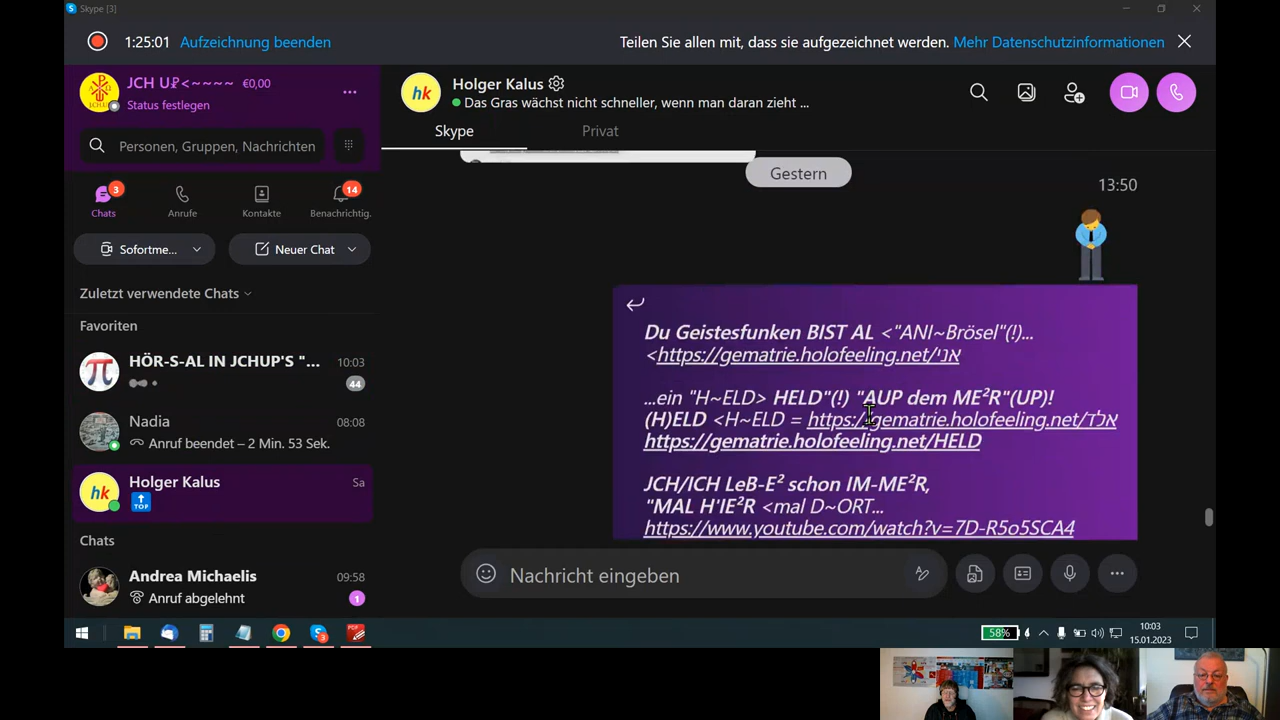 Skype [3]
1:25:01 Aufzeichnung beenden
Teilen Sie allen mit, dass sie aufgezeichnet werden. Mehr Datenschutzinformationen
JCH U₽<~~~~ €0,00
Status festlegen
Personen, Gruppen, Nachrichten
3
14
Chats
Anrufe
Kontakte
Benachrichtig.
Sofortme...
Neuer Chat
Zuletzt verwendete Chats
Favoriten
HÖR-S-AL IN JCHUP'S "... 10:03
44
Nadia 08:08
Anruf beendet – 2 Min. 53 Sek.
hk
Holger Kalus Sa
TOP
Chats
Andrea Michaelis 09:58
Anruf abgelehnt 1
hk
Holger Kalus
Das Gras wächst nicht schneller, wenn man daran zieht ...
Skype Privat
Gestern
13:50
Du Geistesfunken BIST AL <"ANI~Brösel"(!)...
<https://gematrie.holofeeling.net/אני
...ein "H~ELD> HELD"(!) "AUP dem ME²R"(UP)!
(H)ELD <H~ELD = https://gematrie.holofeeling.net/אלד
https://gematrie.holofeeling.net/HELD
JCH/ICH LeB-E² schon IM-ME²R,
"MAL H'IE²R <mal D~ORT...
https://www.youtube.com/watch?v=7D-R5o5SCA4
Nachricht eingeben
58%
10:03
15.01.2023